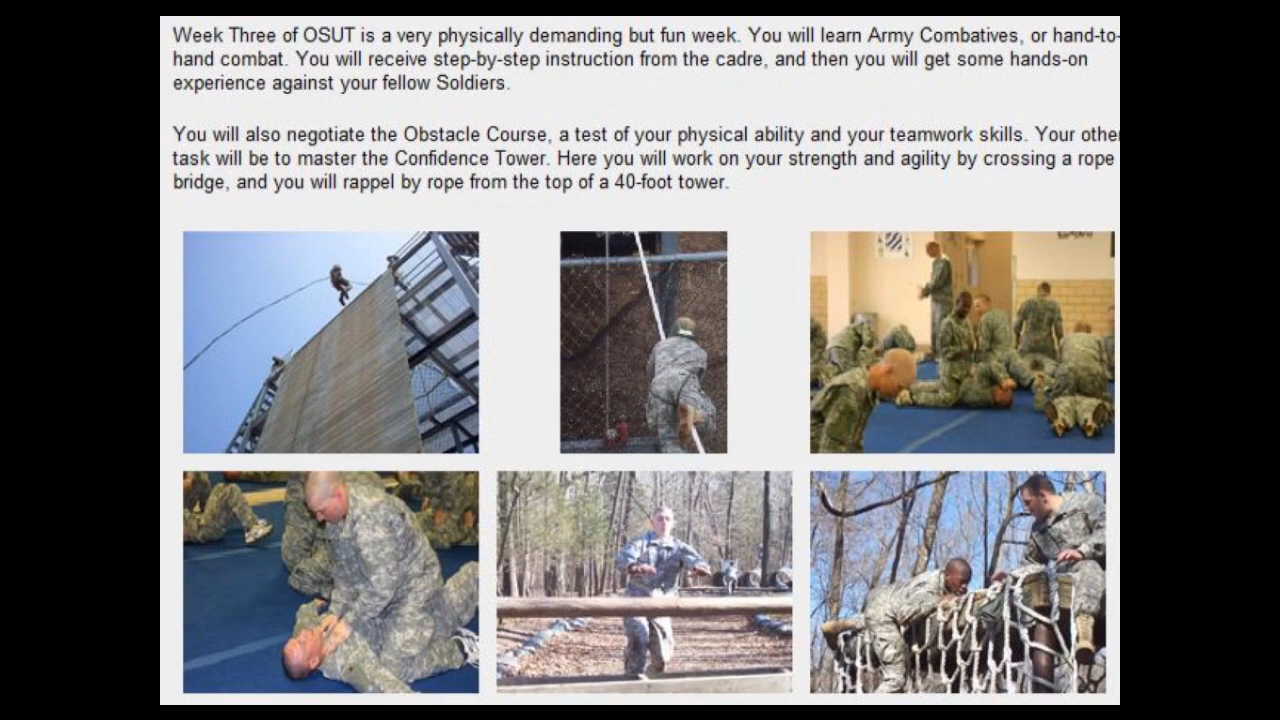 Week Three of OSUT is a very physically demanding but fun week. You will learn Army Combatives, or hand-to-
hand combat. You will receive step-by-step instruction from the cadre, and then you will get some hands-on
experience against your fellow Soldiers.
You will also negotiate the Obstacle Course, a test of your physical ability and your teamwork skills. Your other
task will be to master the Confidence Tower. Here you will work on your strength and agility by crossing a rope
bridge, and you will rappel by rope from the top of a 40-foot tower.